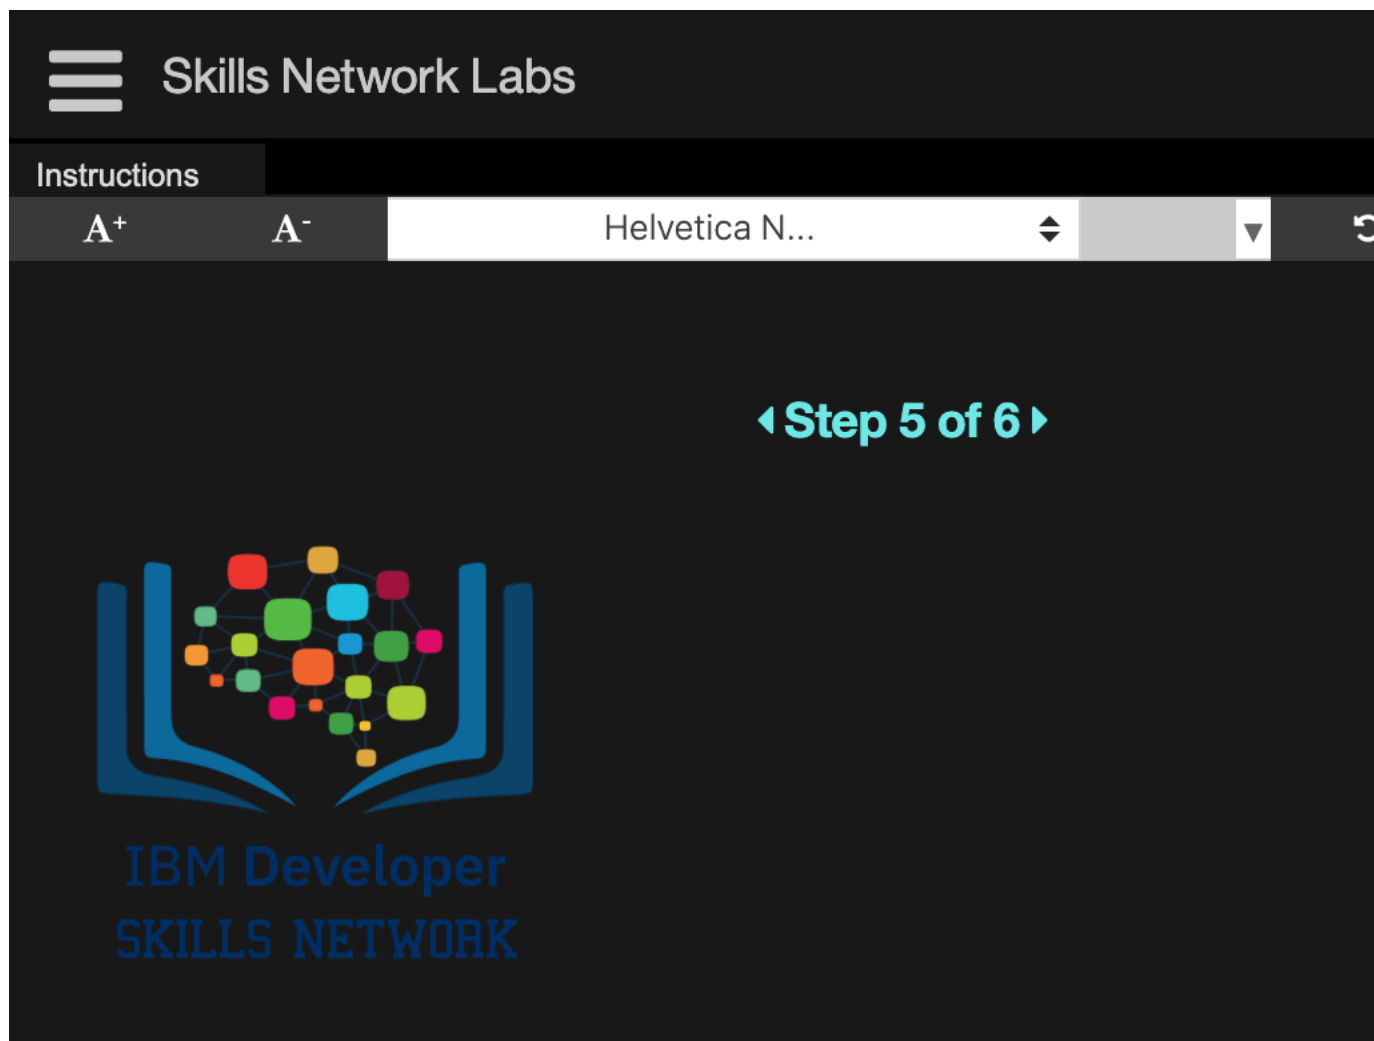 Skills Network Labs
Instructions
A+ A- Helvetica N...
Step 5 of 6
IBM Developer
SKILLS NETWORK